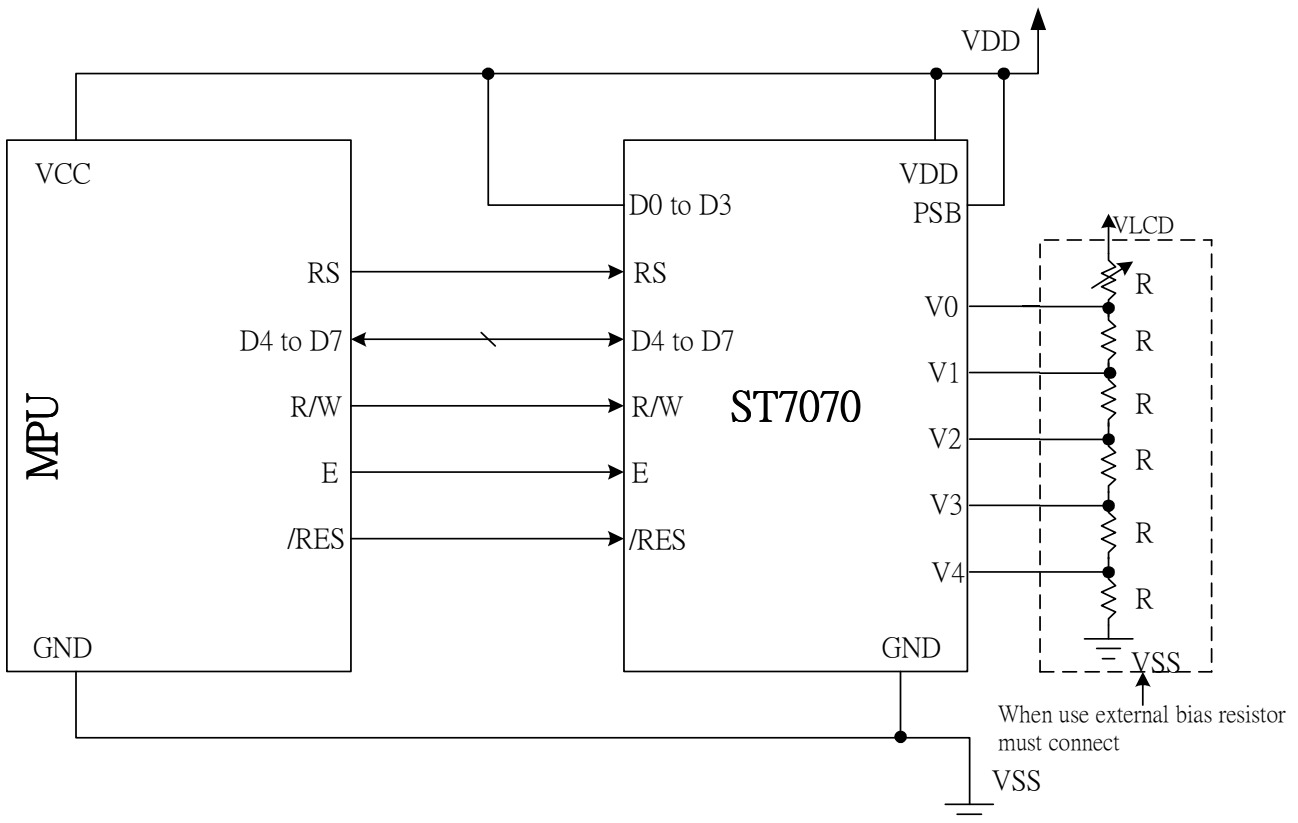 VDD
VCC
RS
D4 to D7
R/W
E
/RES
GND
MPU
VDD
D0 to D3
PSB
RS
D4 to D7
R/W
E
/RES
ST7070
V0
V1
V2
V3
V4
GND
VLCD
R
R
R
R
R
R
VSS
When use external bias resistor
must connect
VSS